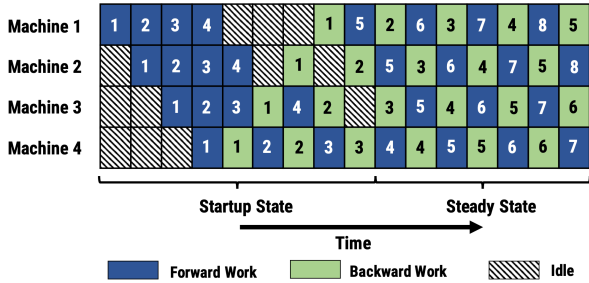 Machine 1 1 2 3 4 1 5 2 6 3 7 4 8 5
Machine 2 1 2 3 4 1 2 5 3 6 4 7 5 8
Machine 3 1 2 3 1 4 2 3 5 4 6 5 7 6
Machine 4 1 1 2 2 3 3 4 4 5 5 6 6 7
Startup State Steady State
Time
Forward Work Backward Work Idle